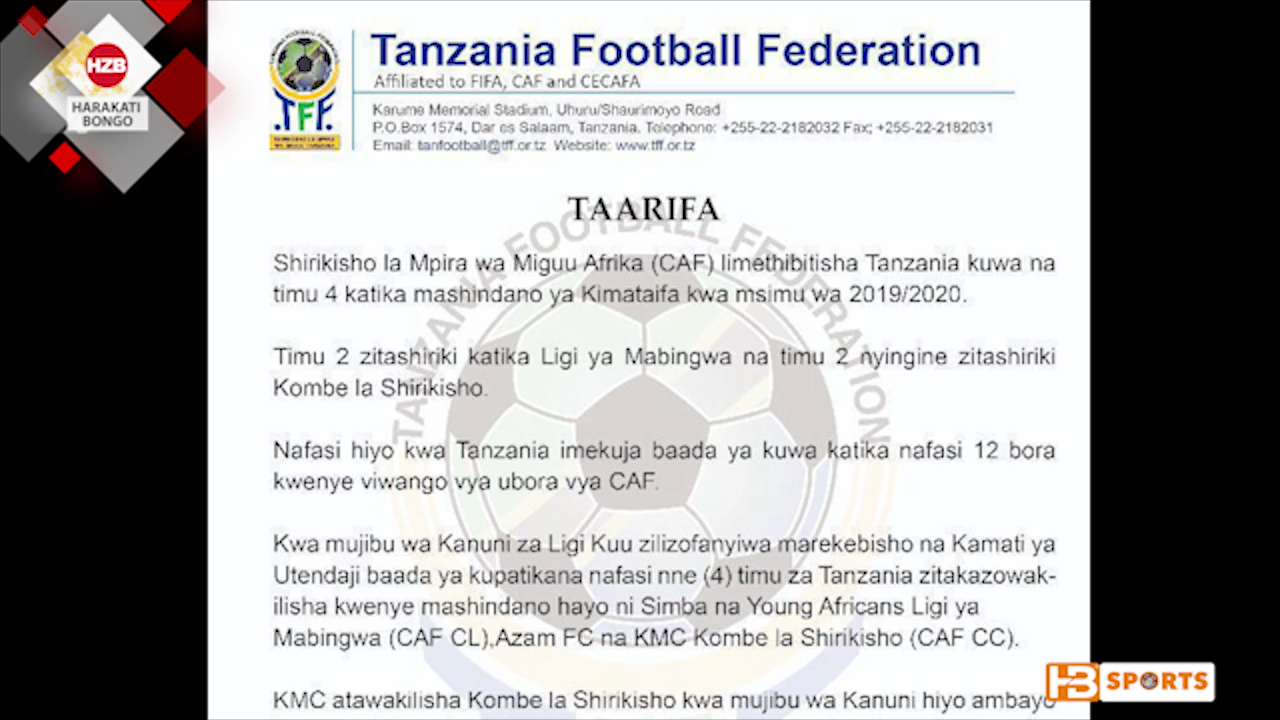 HZB
HARAKATI
BONGO
Tanzania Football Federation
Affiliated to FIFA, CAF and CECAFA
TFF
Karume Memorial Stadium, Uhuru/Shaurimoyo Road
P.O.Box 1574, Dar es Salaam, Tanzania. Telephone: +255-22-2182032 Fax; +255-22-2182031
Email: tanfootball@tff.or.tz Website: www.tff.or.tz
TAARIFA
TANZANIA FOOTBALL FEDERATION
Shirikisho la Mpira wa Miguu Afrika (CAF) limethibitisha Tanzania kuwa na
timu 4 katika mashindano ya Kimataifa kwa msimu wa 2019/2020.
Timu 2 zitashiriki katika Ligi ya Mabingwa na timu 2 nyingine zitashiriki
Kombe la Shirikisho.
Nafasi hiyo kwa Tanzania imekuja baada ya kuwa katika nafasi 12 bora
kwenye viwango vya ubora vya CAF.
Kwa mujibu wa Kanuni za Ligi Kuu zilizofanyiwa marekebisho na Kamati ya
Utendaji baada ya kupatikana nafasi nne (4) timu za Tanzania zitakazowak-
ilisha kwenye mashindano hayo ni Simba na Young Africans Ligi ya
Mabingwa (CAF CL),Azam FC na KMC Kombe la Shirikisho (CAF CC).
KMC atawakilisha Kombe la Shirikisho kwa mujibu wa Kanuni hiyo ambayo
HB SPORTS